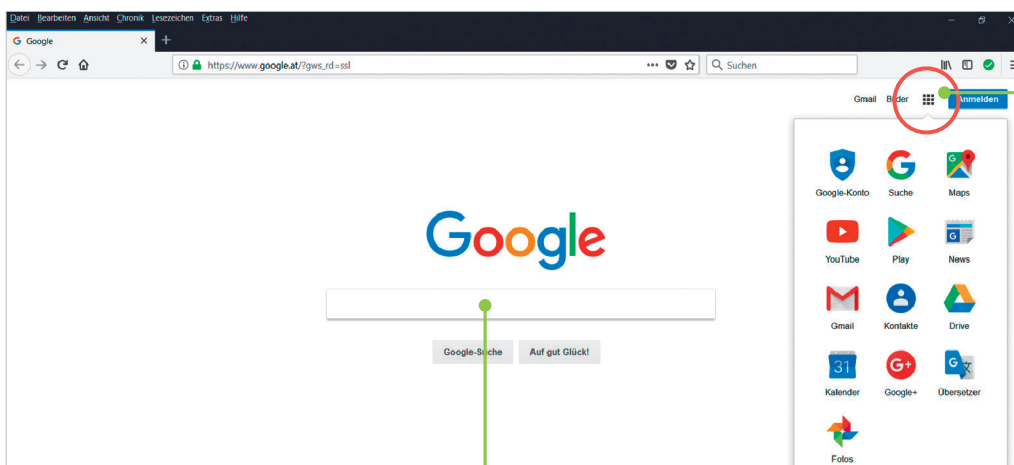 Datei Bearbeiten Ansicht Chronik Lesezeichen Extras Hilfe
Google
https://www.google.at/?gws_rd=ssl
Suchen
Gmail Bilder Anmelden
Google-Konto Suche Maps
YouTube Play News
Google
Gmail Kontakte Drive
Google-Suche Auf gut Glück!
31
Kalender Google+ Übersetzer
Fotos